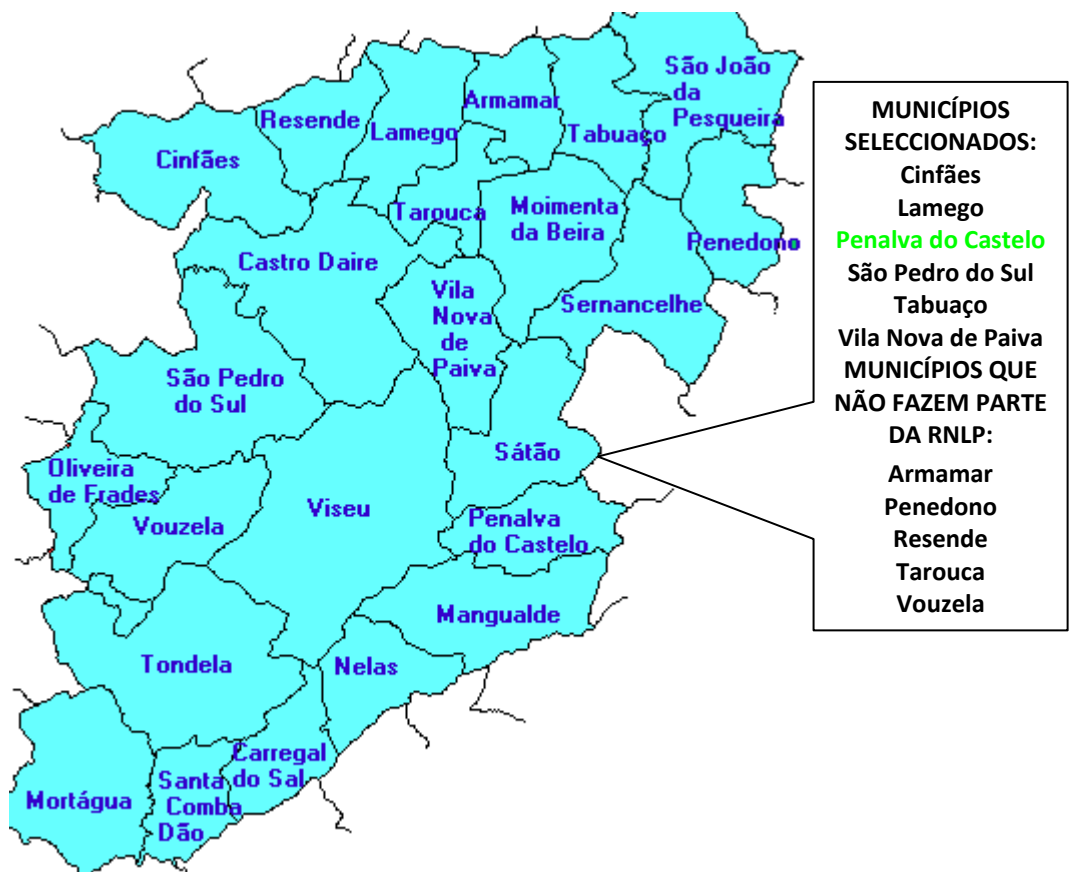 São João
da
Pesqueira
Armamar
Resende
Lamego
Tabuaço
Cinfães
Tarouca
Moimenta
da Beira
Penedono
Castro Daire
Vila
Nova
de
Paiva
Sernancelhe
São Pedro
do Sul
Sátão
Oliveira
de Frades
Vouzela
Viseu
Penalva
do Castelo
Mangualde
Tondela
Nelas
Carregal
do Sal
Santa
Comba
Dão
Mortágua
MUNICÍPIOS
SELECCIONADOS:
Cinfães
Lamego
Penalva do Castelo
São Pedro do Sul
Tabuaço
Vila Nova de Paiva
MUNICÍPIOS QUE
NÃO FAZEM PARTE
DA RNLP:
Armamar
Penedono
Resende
Tarouca
Vouzela